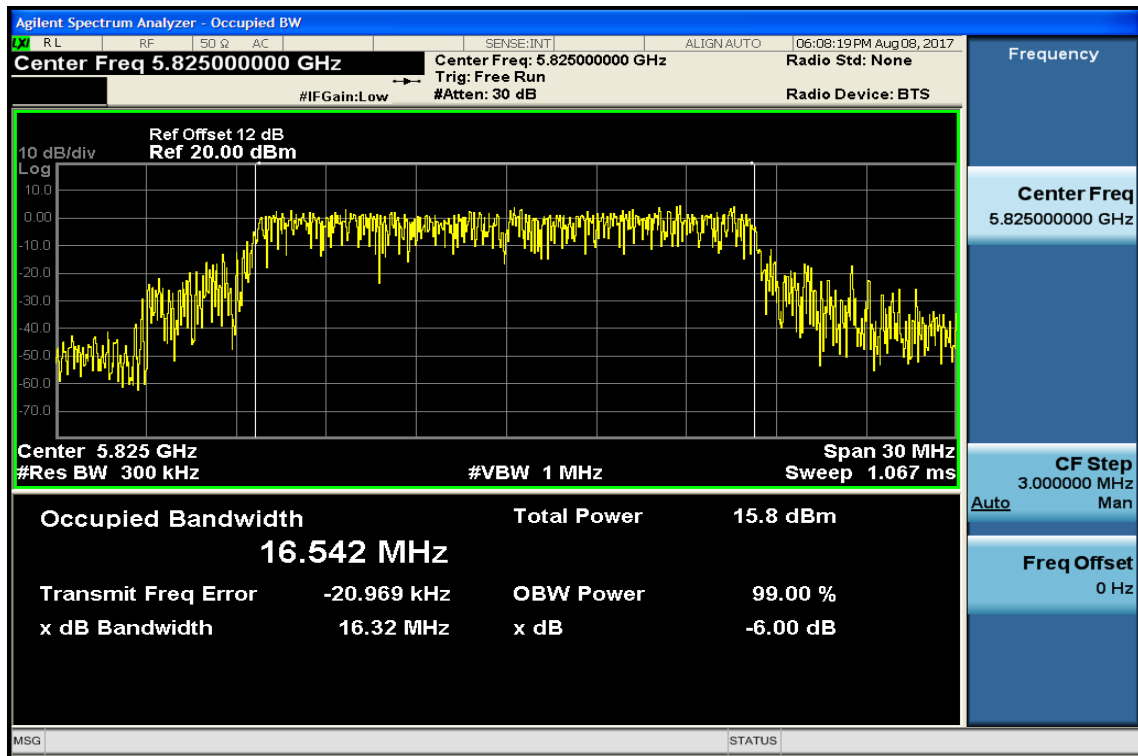 Agilent Spectrum Analyzer - Occupied BW
LXI RL RF 50 Ω AC SENSE:INT ALIGN AUTO 06:08:19 PM Aug 08, 2017
Center Freq 5.825000000 GHz
Center Freq: 5.825000000 GHz
Radio Std: None
Trig: Free Run
#IFGain:Low
#Atten: 30 dB
Radio Device: BTS
Ref Offset 12 dB
10 dB/div Ref 20.00 dBm
Log
10.0
0.00
-10.0
-20.0
-30.0
-40.0
-50.0
-60.0
-70.0
Center 5.825 GHz Span 30 MHz
#Res BW 300 kHz #VBW 1 MHz Sweep 1.067 ms
Occupied Bandwidth Total Power 15.8 dBm
16.542 MHz
Transmit Freq Error -20.969 kHz OBW Power 99.00 %
x dB Bandwidth 16.32 MHz x dB -6.00 dB
Frequency
Center Freq
5.825000000 GHz
CF Step
3.000000 MHz
Auto Man
Freq Offset
0 Hz
MSG STATUS